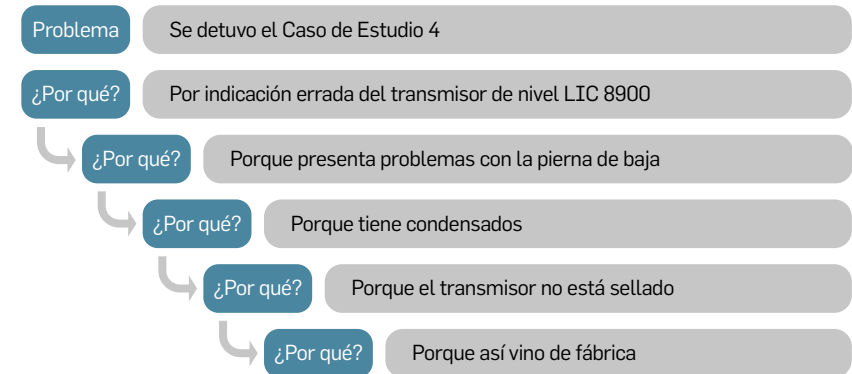 Problema Se detuvo el Caso de Estudio 4
¿Por qué? Por indicación errada del transmisor de nivel LIC 8900
¿Por qué? Porque presenta problemas con la pierna de baja
¿Por qué? Porque tiene condensados
¿Por qué? Porque el transmisor no está sellado
¿Por qué? Porque así vino de fábrica